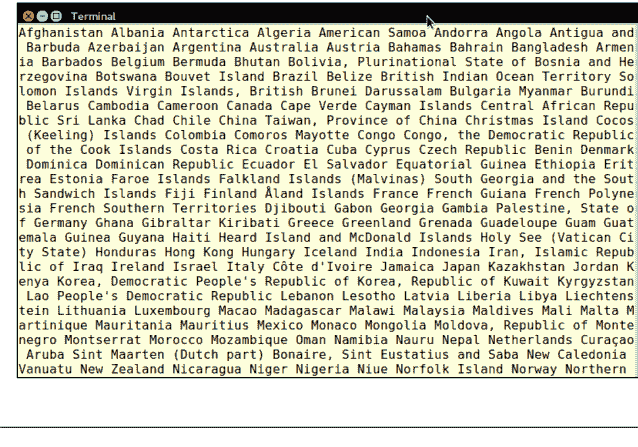 Terminal
Afghanistan Albania Antarctica Algeria American Samoa Andorra Angola Antigua and
Barbuda Azerbaijan Argentina Australia Austria Bahamas Bahrain Bangladesh Armen
ia Barbados Belgium Bermuda Bhutan Bolivia, Plurinational State of Bosnia and He
rzegovina Botswana Bouvet Island Brazil Belize British Indian Ocean Territory So
lomon Islands Virgin Islands, British Brunei Darussalam Bulgaria Myanmar Burundi
Belarus Cambodia Cameroon Canada Cape Verde Cayman Islands Central African Repu
blic Sri Lanka Chad Chile China Taiwan, Province of China Christmas Island Cocos
(Keeling) Islands Colombia Comoros Mayotte Congo Congo, the Democratic Republic
of the Cook Islands Costa Rica Croatia Cuba Cyprus Czech Republic Benin Denmark
Dominica Dominican Republic Ecuador El Salvador Equatorial Guinea Ethiopia Erit
rea Estonia Faroe Islands Falkland Islands (Malvinas) South Georgia and the Sout
h Sandwich Islands Fiji Finland Åland Islands France French Guiana French Polyne
sia French Southern Territories Djibouti Gabon Georgia Gambia Palestine, State o
f Germany Ghana Gibraltar Kiribati Greece Greenland Grenada Guadeloupe Guam Guat
emala Guinea Guyana Haiti Heard Island and McDonald Islands Holy See (Vatican Ci
ty State) Honduras Hong Kong Hungary Iceland India Indonesia Iran, Islamic Repub
lic of Iraq Ireland Israel Italy Côte d'Ivoire Jamaica Japan Kazakhstan Jordan K
enya Korea, Democratic People's Republic of Korea, Republic of Kuwait Kyrgyzstan
Lao People's Democratic Republic Lebanon Lesotho Latvia Liberia Libya Liechtens
tein Lithuania Luxembourg Macao Madagascar Malawi Malaysia Maldives Mali Malta M
artinique Mauritania Mauritius Mexico Monaco Mongolia Moldova, Republic of Monte
negro Montserrat Morocco Mozambique Oman Namibia Nauru Nepal Netherlands Curaçao
Aruba Sint Maarten (Dutch part) Bonaire, Sint Eustatius and Saba New Caledonia
Vanuatu New Zealand Nicaragua Niger Nigeria Niue Norfolk Island Norway Northern